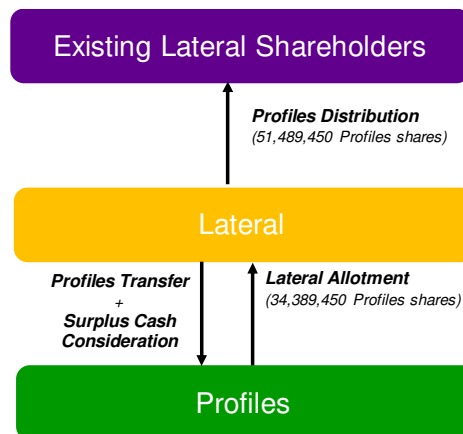 Existing Lateral Shareholders
Profiles Distribution
(51,489,450 Profiles shares)
Lateral
Profiles Transfer
+
Surplus Cash
Consideration
Lateral Allotment
(34,389,450 Profiles shares)
Profiles